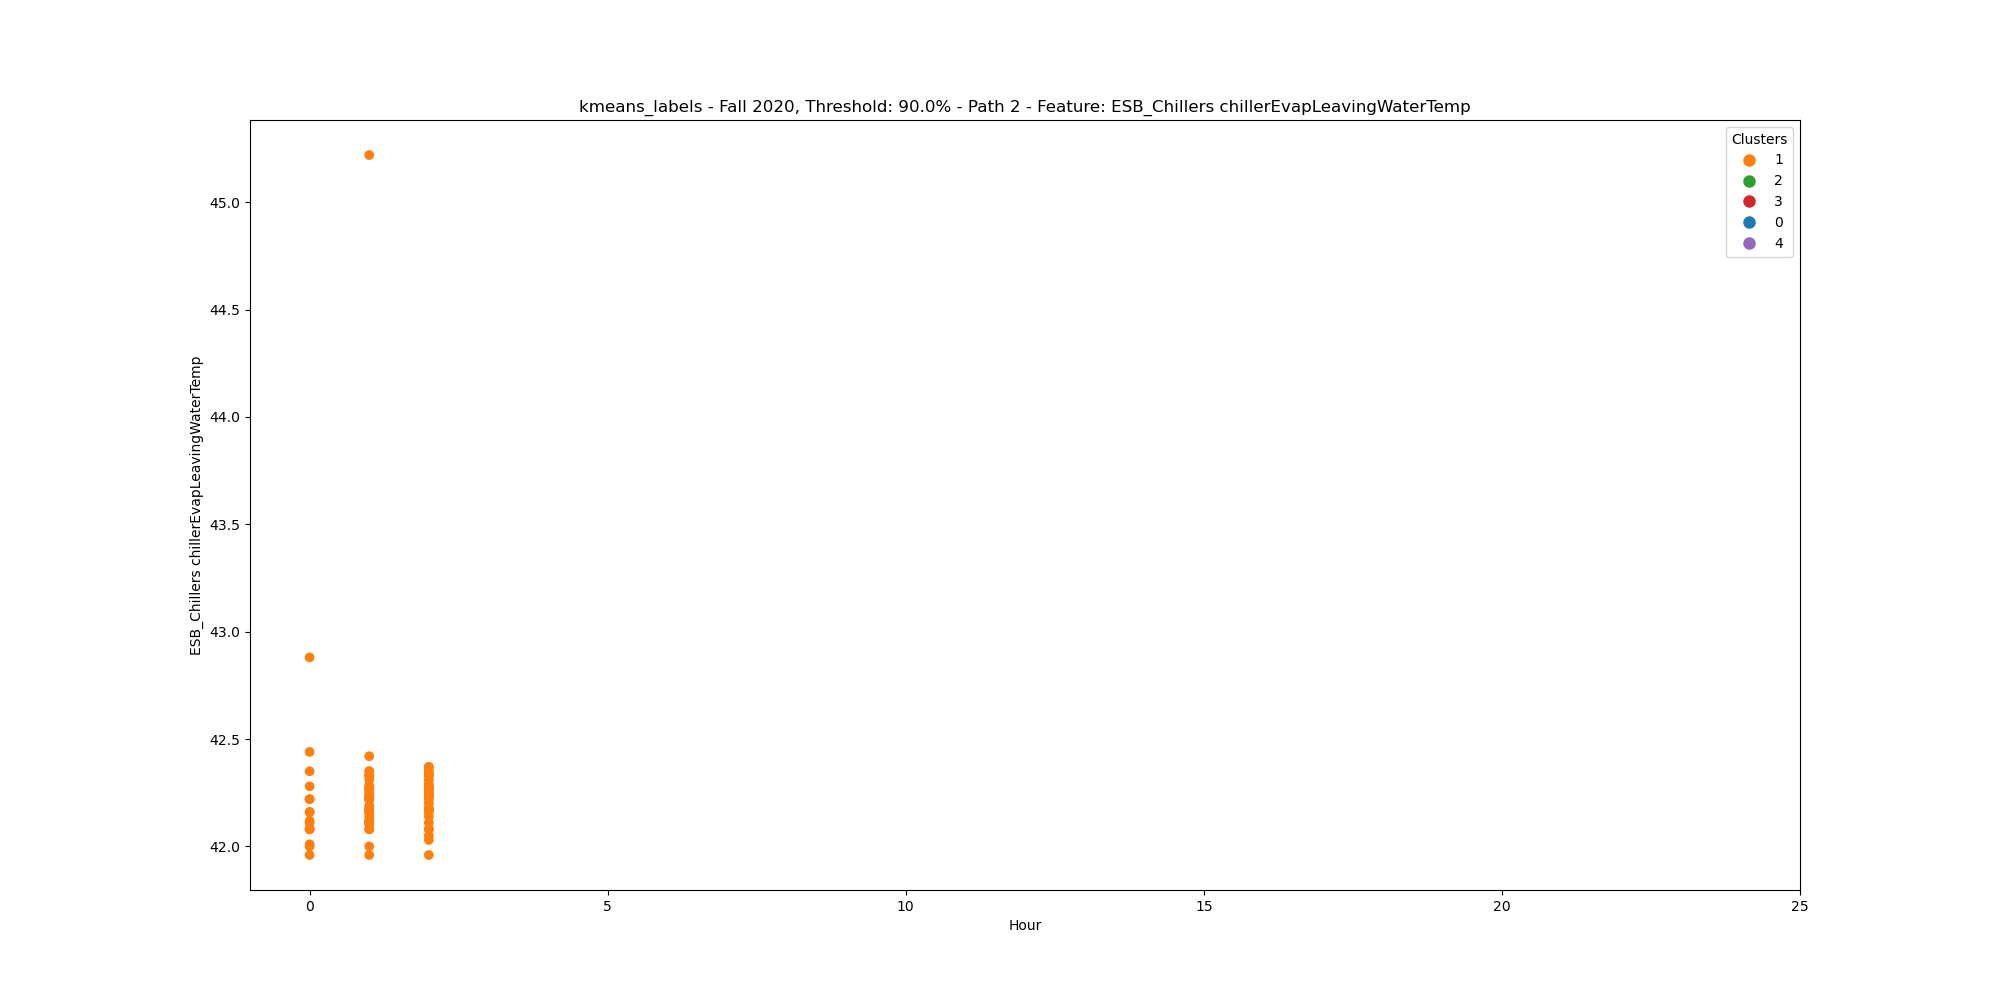 kmeans_labels - Fall 2020, Threshold: 90.0% - Path 2 - Feature: ESB_Chillers chillerEvapLeavingWaterTemp
Clusters
1
2
3
0
4
ESB_Chillers chillerEvapLeavingWaterTemp
45.0
44.5
44.0
43.5
43.0
42.5
42.0
0 5 10 15 20 25
Hour